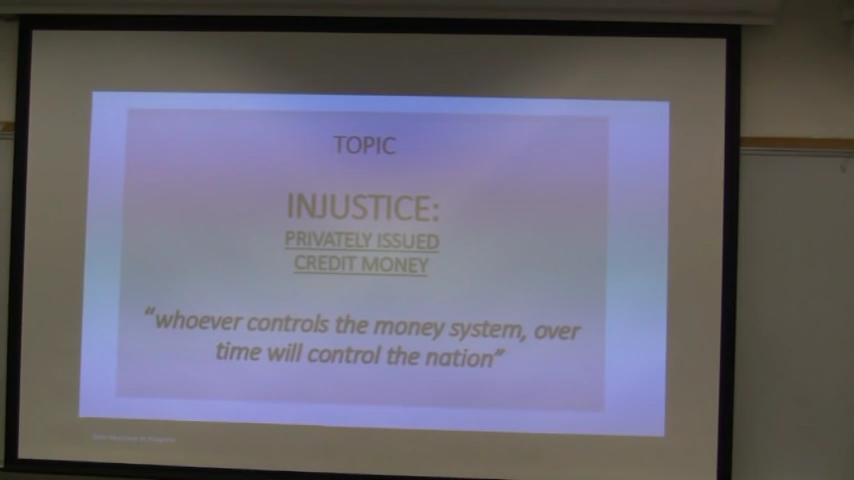 TOPIC
INJUSTICE:
PRIVATELY ISSUED
CREDIT MONEY
“whoever controls the money system, over
time will control the nation”